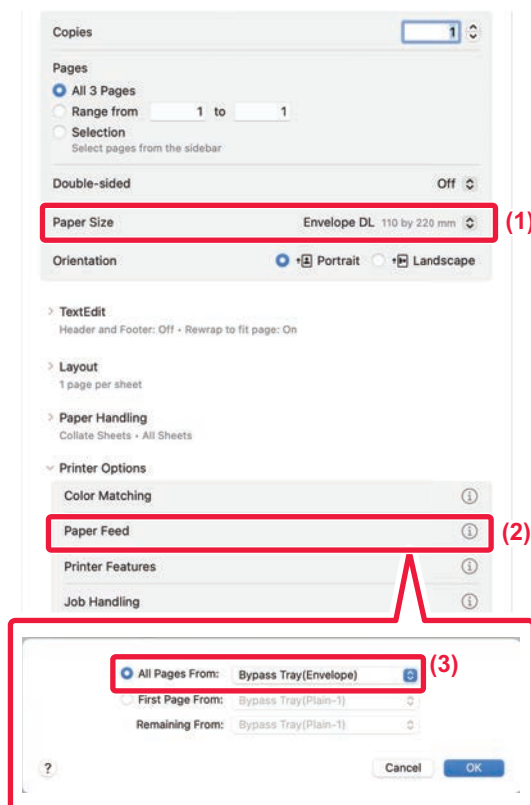 Copies 1
Pages
All 3 Pages
Range from 1 to 1
Selection
Select pages from the sidebar
Double-sided Off
Paper Size Envelope DL 110 by 220 mm (1)
Orientation Portrait Landscape
TextEdit
Header and Footer: Off • Rewrap to fit page: On
Layout
1 page per sheet
Paper Handling
Collate Sheets • All Sheets
Printer Options
Color Matching
Paper Feed (2)
Printer Features
Job Handling
All Pages From: Bypass Tray(Envelope) (3)
First Page From: Bypass Tray(Plain-1)
Remaining From: Bypass Tray(Plain-1)
? Cancel OK